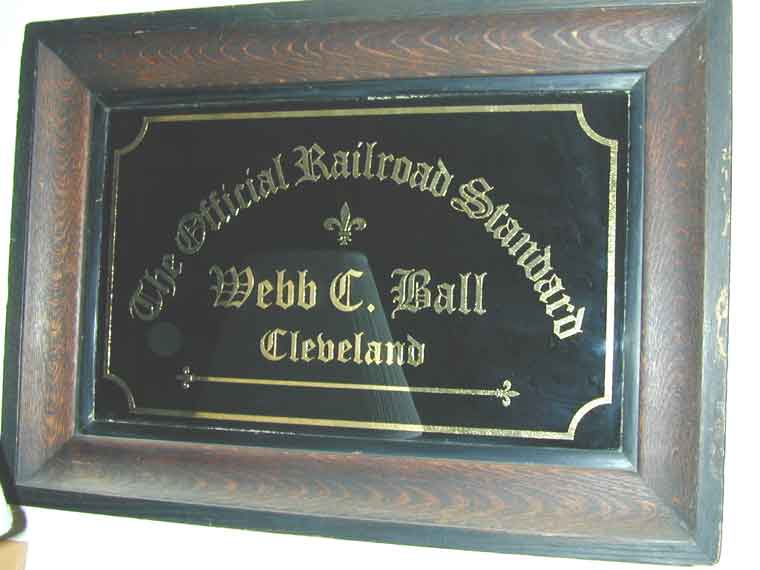 The Official Railroad Standard
Webb C. Ball
Cleveland